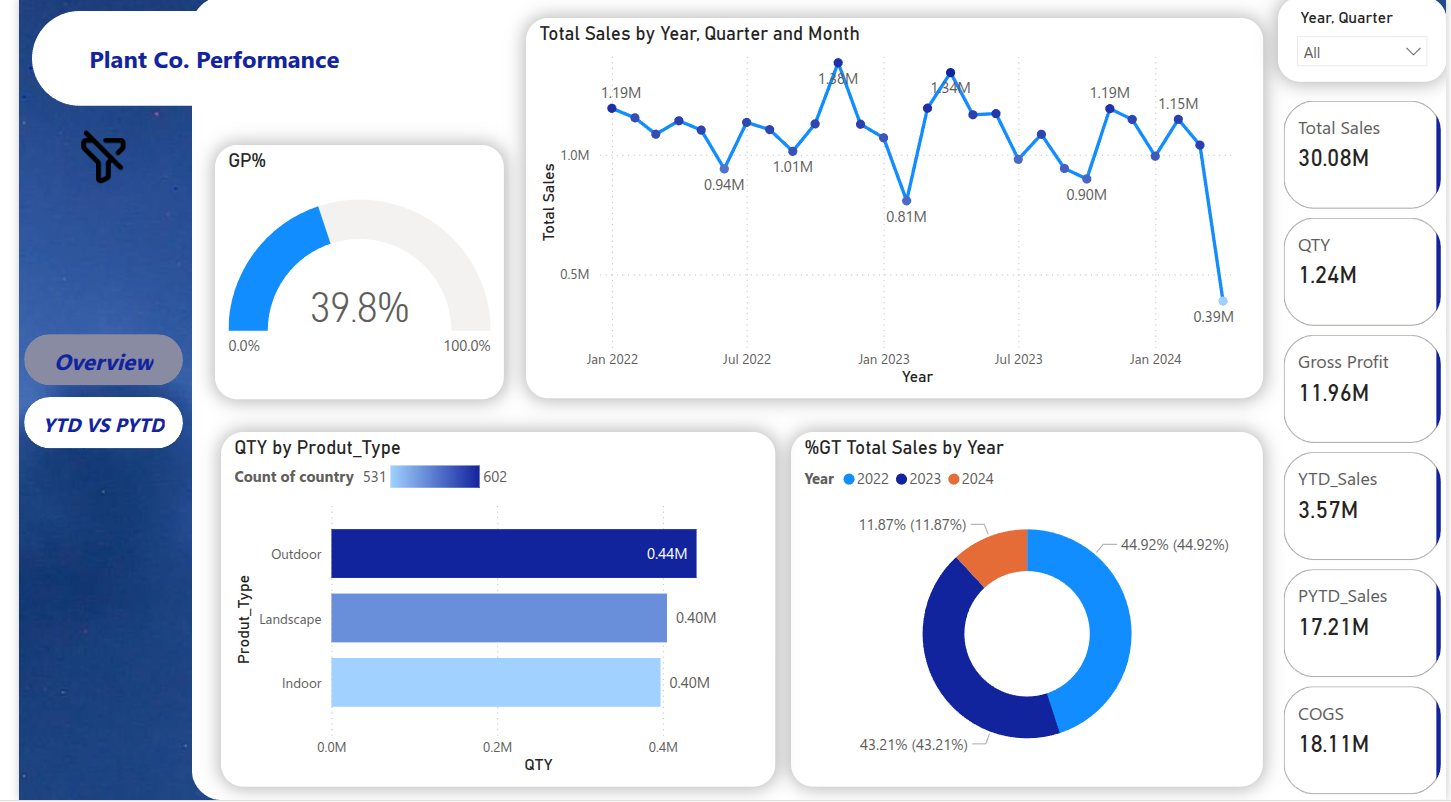 Plant Co. Performance
Overview
YTD VS PYTD
GP%
39.8%
0.0%
100.0%
Total Sales by Year, Quarter and Month
Total Sales
1.0M
0.5M
1.19M
0.94M
1.01M
1.38M
0.81M
1.34M
0.90M
1.19M
1.15M
0.39M
Jan 2022
Jul 2022
Jan 2023
Jul 2023
Jan 2024
Year
Year, Quarter
All
Total Sales
30.08M
QTY
1.24M
Gross Profit
11.96M
YTD_Sales
3.57M
PYTD_Sales
17.21M
COGS
18.11M
QTY by Produt_Type
Count of country 531 602
Produt_Type
Outdoor
0.44M
Landscape
0.40M
Indoor
0.40M
0.0M
0.2M
0.4M
QTY
%GT Total Sales by Year
Year 2022 2023 2024
11.87% (11.87%)
44.92% (44.92%)
43.21% (43.21%)